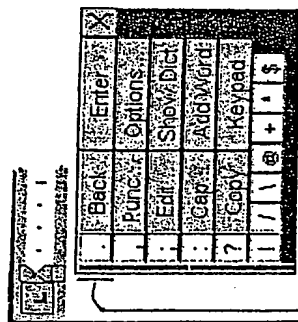 . Back Enter X
Punc... Options
Edit Show Dict
: Cap Add Word
? Copy Keypad
/ \ @ + * $